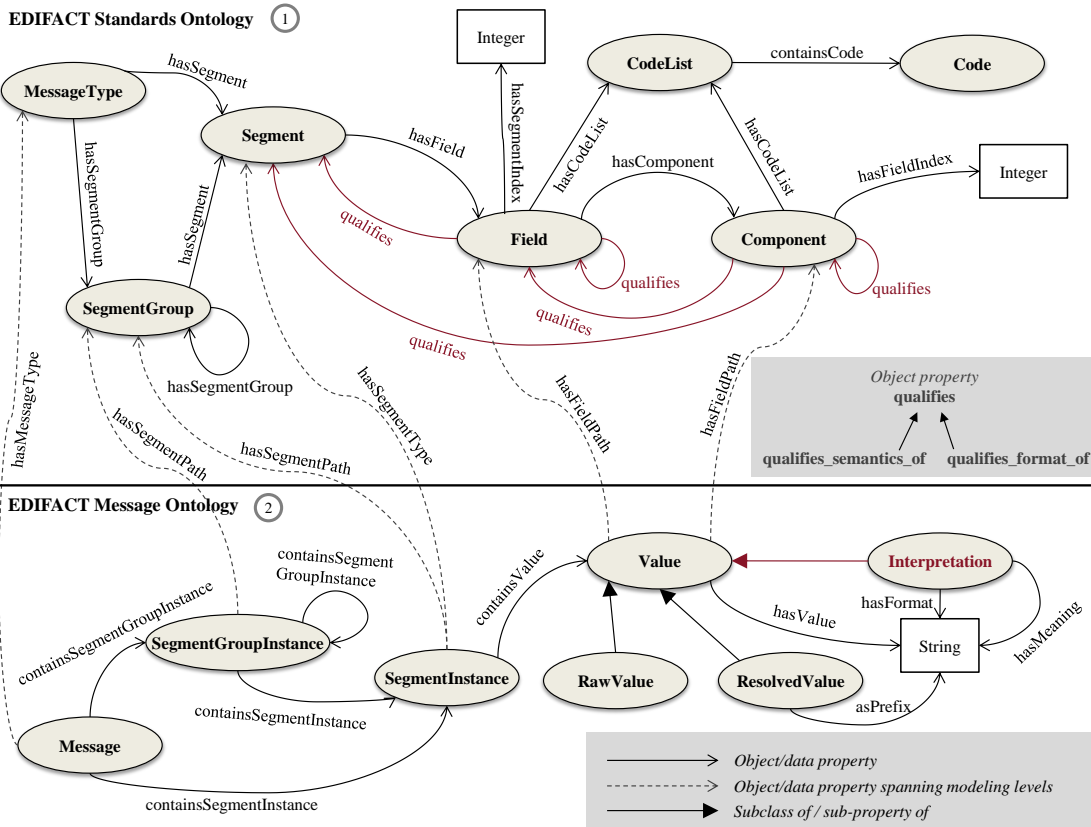 EDIFACT Standards Ontology 1
Integer
CodeList
containsCode
Code
MessageType
hasSegment
Segment
hasField
hasSegmentIndex
hasCodeList
hasComponent
hasCodeList
hasFieldIndex
Integer
hasSegmentGroup
hasSegment
qualifies
Field
Component
qualifies
qualifies
SegmentGroup
qualifies
qualifies
hasSegmentGroup
hasMessageType
hasSegmentPath
hasSegmentPath
hasSegmentType
hasFieldPath
hasFieldPath
Object property
qualifies
qualifies_semantics_of
qualifies_format_of
EDIFACT Message Ontology 2
containsSegment
GroupInstance
containsValue
Value
Interpretation
hasFormat
hasValue
hasMeaning
containsSegmentGroupInstance
SegmentGroupInstance
String
SegmentInstance
RawValue
ResolvedValue
asPrefix
containsSegmentInstance
Message
containsSegmentInstance
Object/data property
Object/data property spanning modeling levels
Subclass of / sub-property of